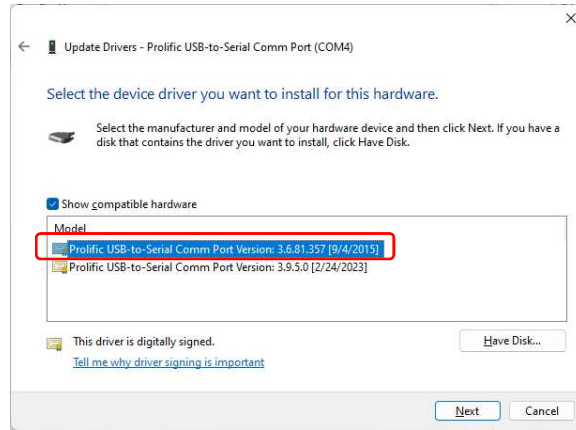 Update Drivers - Prolific USB-to-Serial Comm Port (COM4)
Select the device driver you want to install for this hardware.
Select the manufacturer and model of your hardware device and then click Next. If you have a
disk that contains the driver you want to install, click Have Disk.
Show compatible hardware
Model
Prolific USB-to-Serial Comm Port Version: 3.6.81.357 [9/4/2015]
Prolific USB-to-Serial Comm Port Version: 3.9.5.0 [2/24/2023]
This driver is digitally signed.
Have Disk...
Tell me why driver signing is important
Next
Cancel